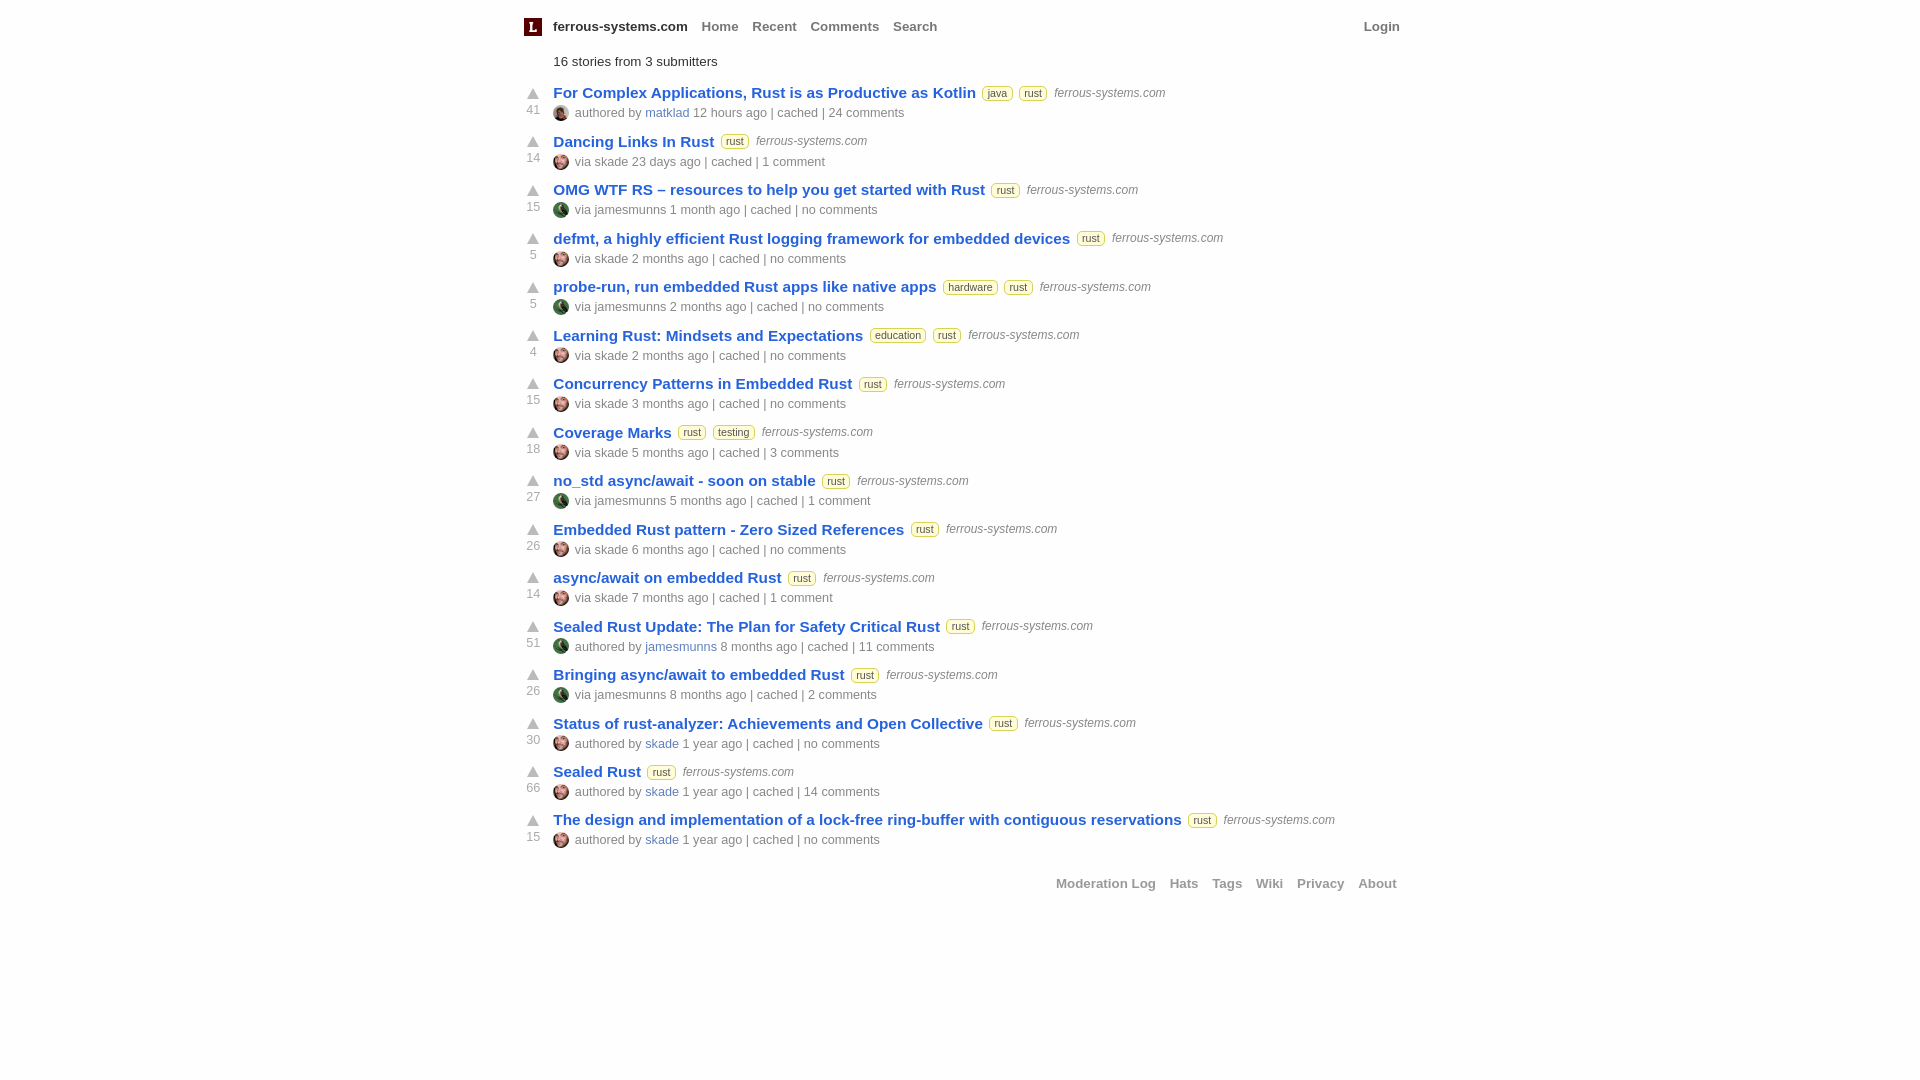 L ferrous-systems.com Home Recent Comments Search Login
16 stories from 3 submitters
For Complex Applications, Rust is as Productive as Kotlin java rust ferrous-systems.com
41 authored by matklad 12 hours ago | cached | 24 comments
Dancing Links In Rust rust ferrous-systems.com
14 via skade 23 days ago | cached | 1 comment
OMG WTF RS – resources to help you get started with Rust rust ferrous-systems.com
15 via jamesmunns 1 month ago | cached | no comments
defmt, a highly efficient Rust logging framework for embedded devices rust ferrous-systems.com
5 via skade 2 months ago | cached | no comments
probe-run, run embedded Rust apps like native apps hardware rust ferrous-systems.com
5 via jamesmunns 2 months ago | cached | no comments
Learning Rust: Mindsets and Expectations education rust ferrous-systems.com
4 via skade 2 months ago | cached | no comments
Concurrency Patterns in Embedded Rust rust ferrous-systems.com
15 via skade 3 months ago | cached | no comments
Coverage Marks rust testing ferrous-systems.com
18 via skade 5 months ago | cached | 3 comments
no_std async/await - soon on stable rust ferrous-systems.com
27 via jamesmunns 5 months ago | cached | 1 comment
Embedded Rust pattern - Zero Sized References rust ferrous-systems.com
26 via skade 6 months ago | cached | no comments
async/await on embedded Rust rust ferrous-systems.com
14 via skade 7 months ago | cached | 1 comment
Sealed Rust Update: The Plan for Safety Critical Rust rust ferrous-systems.com
51 authored by jamesmunns 8 months ago | cached | 11 comments
Bringing async/await to embedded Rust rust ferrous-systems.com
26 via jamesmunns 8 months ago | cached | 2 comments
Status of rust-analyzer: Achievements and Open Collective rust ferrous-systems.com
30 authored by skade 1 year ago | cached | no comments
Sealed Rust rust ferrous-systems.com
66 authored by skade 1 year ago | cached | 14 comments
The design and implementation of a lock-free ring-buffer with contiguous reservations rust ferrous-systems.com
15 authored by skade 1 year ago | cached | no comments
Moderation Log Hats Tags Wiki Privacy About